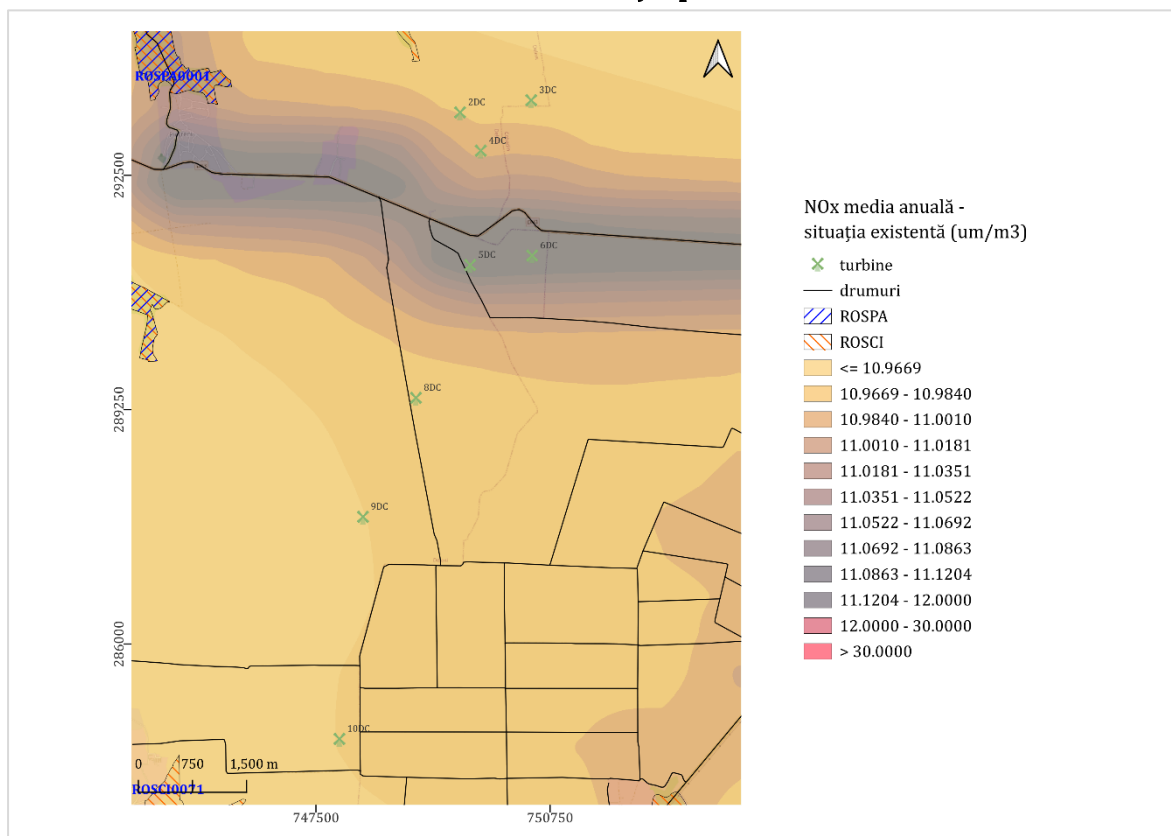 ROSPA0001
3DC
2DC
4DC
6DC
5DC
8DC
9DC
10DC
0 750 1,500 m
ROSCI0071
292500
289250
286000
747500 750750
NOx media anuală -
situația existentă (um/m3)
turbine
drumuri
ROSPA
ROSCI
<= 10.9669
10.9669 - 10.9840
10.9840 - 11.0010
11.0010 - 11.0181
11.0181 - 11.0351
11.0351 - 11.0522
11.0522 - 11.0692
11.0692 - 11.0863
11.0863 - 11.1204
11.1204 - 12.0000
12.0000 - 30.0000
> 30.0000